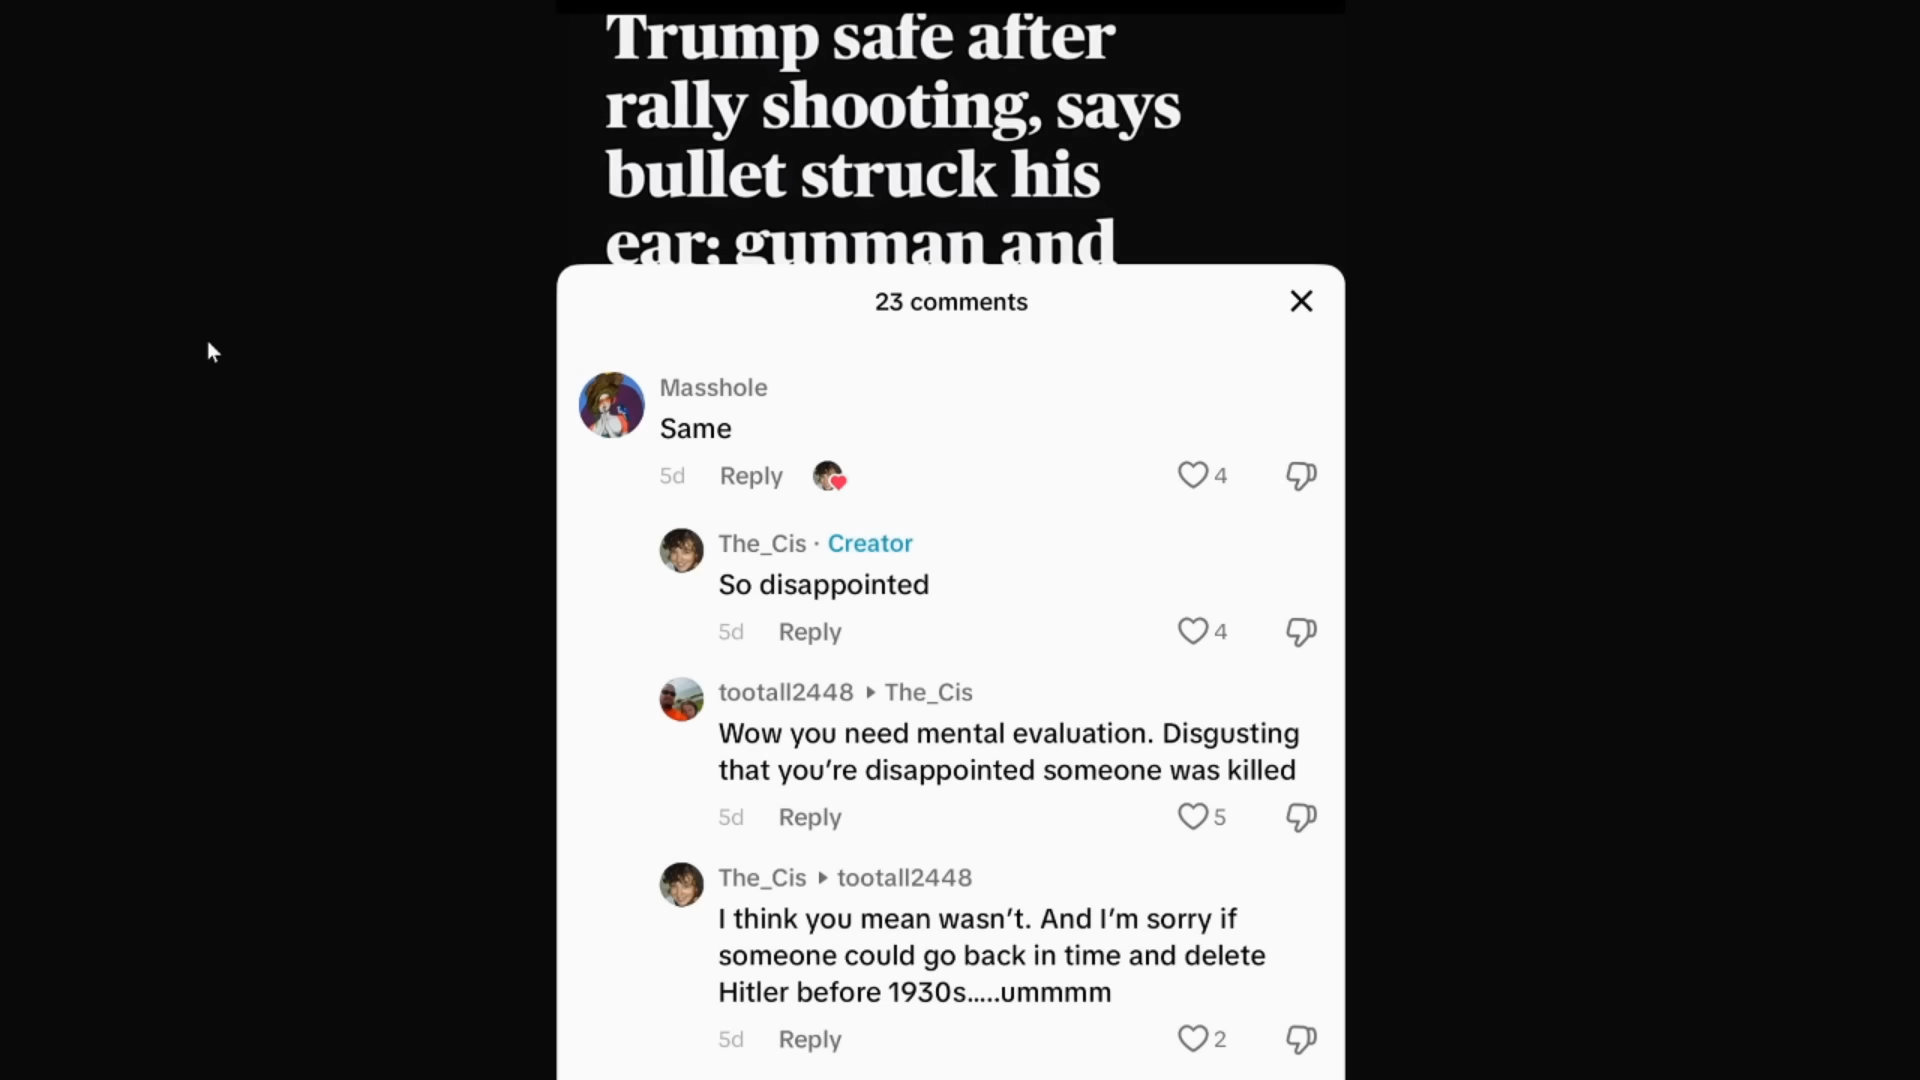 Trump safe after
rally shooting, says
bullet struck his
ear; gunman and
23 comments
Masshole
Same
5d Reply 4
The_Cis · Creator
So disappointed
5d Reply 4
tootall2448 ▸ The_Cis
Wow you need mental evaluation. Disgusting
that you’re disappointed someone was killed
5d Reply 5
The_Cis ▸ tootall2448
I think you mean wasn’t. And I’m sorry if
someone could go back in time and delete
Hitler before 1930s.....ummmm
5d Reply 2